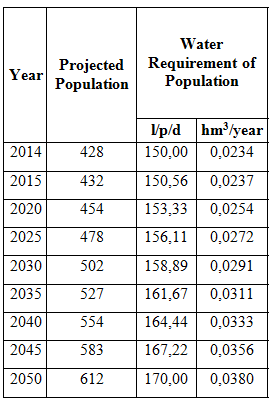 Year Projected Population Water Requirement of Population
l/p/d hm³/year
2014 428 150,00 0,0234
2015 432 150,56 0,0237
2020 454 153,33 0,0254
2025 478 156,11 0,0272
2030 502 158,89 0,0291
2035 527 161,67 0,0311
2040 554 164,44 0,0333
2045 583 167,22 0,0356
2050 612 170,00 0,0380